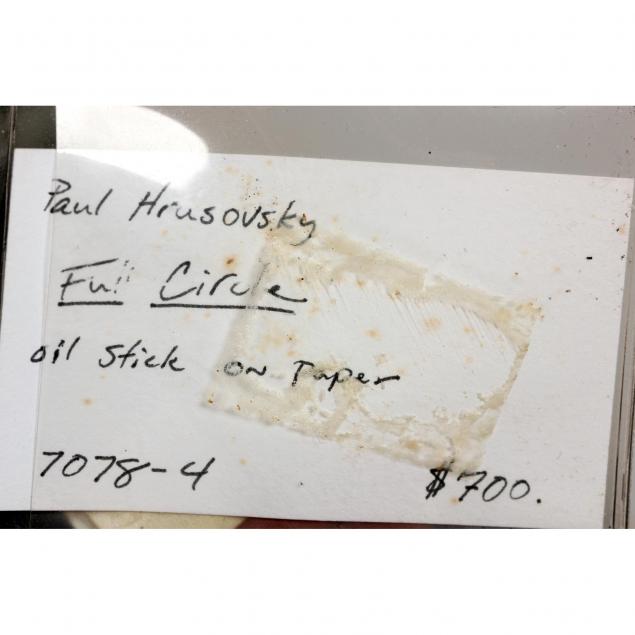 Paul Hrusovsky
Full Circle
oil stick on paper
7078-4
$700.